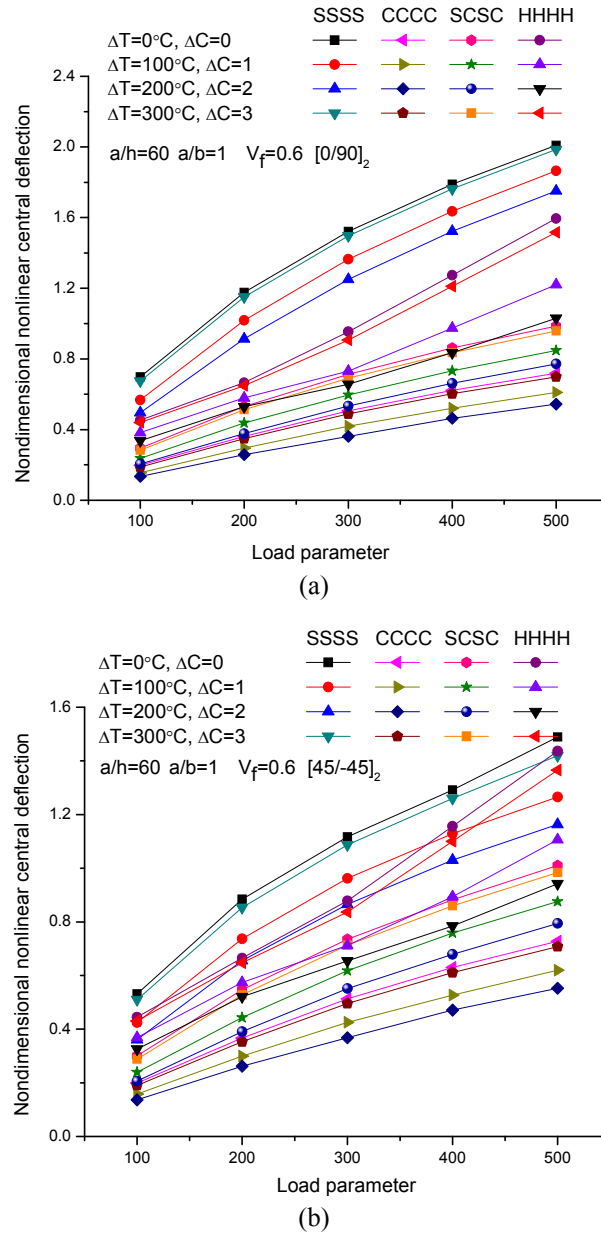 SSSS CCCC SCSC HHHH
ΔT=0°C, ΔC=0
ΔT=100°C, ΔC=1
ΔT=200°C, ΔC=2
ΔT=300°C, ΔC=3
a/h=60 a/b=1 V_f=0.6 [0/90]₂
Nondimensional nonlinear central deflection
2.4
2.0
1.6
1.2
0.8
0.4
0.0
100 200 300 400 500
Load parameter
(a)
SSSS CCCC SCSC HHHH
ΔT=0°C, ΔC=0
ΔT=100°C, ΔC=1
ΔT=200°C, ΔC=2
ΔT=300°C, ΔC=3
a/h=60 a/b=1 V_f=0.6 [45/-45]₂
Nondimensional nonlinear central deflection
1.6
1.2
0.8
0.4
0.0
100 200 300 400 500
Load parameter
(b)